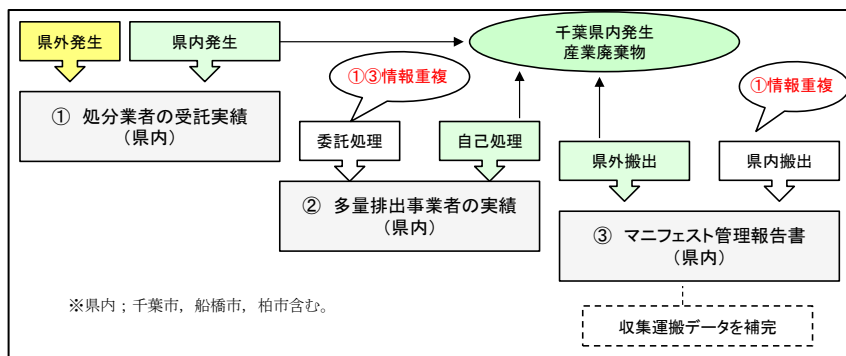 県外発生
県内発生
千葉県内発生
産業廃棄物
①③情報重複
①情報重複
① 処分業者の受託実績
(県内)
委託処理
自己処理
県外搬出
県内搬出
② 多量排出事業者の実績
(県内)
③ マニフェスト管理報告書
(県内)
※県内;千葉市,船橋市,柏市含む。
収集運搬データを補完